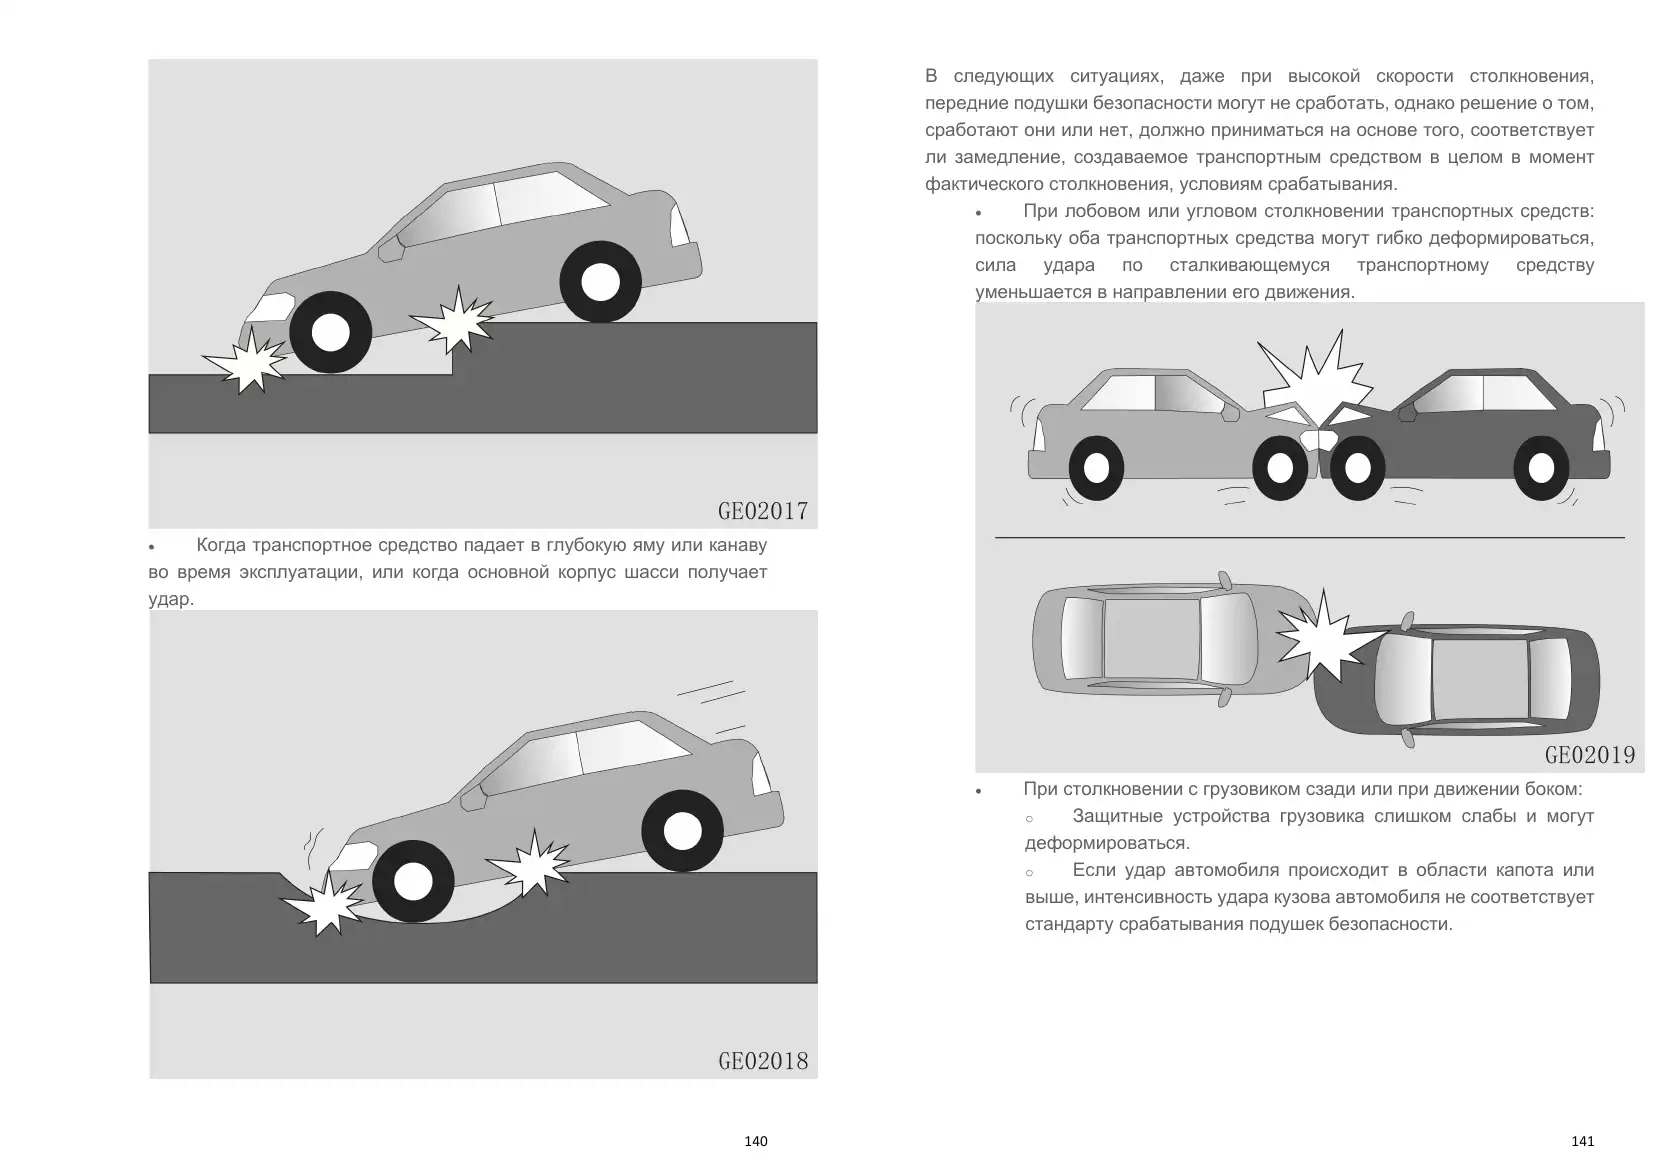 GE02017
• Когда транспортное средство падает в глубокую яму или канаву
во время эксплуатации, или когда основной корпус шасси получает
удар.
GE02018
140
В следующих ситуациях, даже при высокой скорости столкновения,
передние подушки безопасности могут не сработать, однако решение о том,
сработают они или нет, должно приниматься на основе того, соответствует
ли замедление, создаваемое транспортным средством в целом в момент
фактического столкновения, условиям срабатывания.
• При лобовом или угловом столкновении транспортных средств:
поскольку оба транспортных средства могут гибко деформироваться,
сила удара по сталкивающемуся транспортному средству
уменьшается в направлении его движения.
GE02019
• При столкновении с грузовиком сзади или при движении боком:
○ Защитные устройства грузовика слишком слабы и могут
деформироваться.
○ Если удар автомобиля происходит в области капота или
выше, интенсивность удара кузова автомобиля не соответствует
стандарту срабатывания подушек безопасности.
141